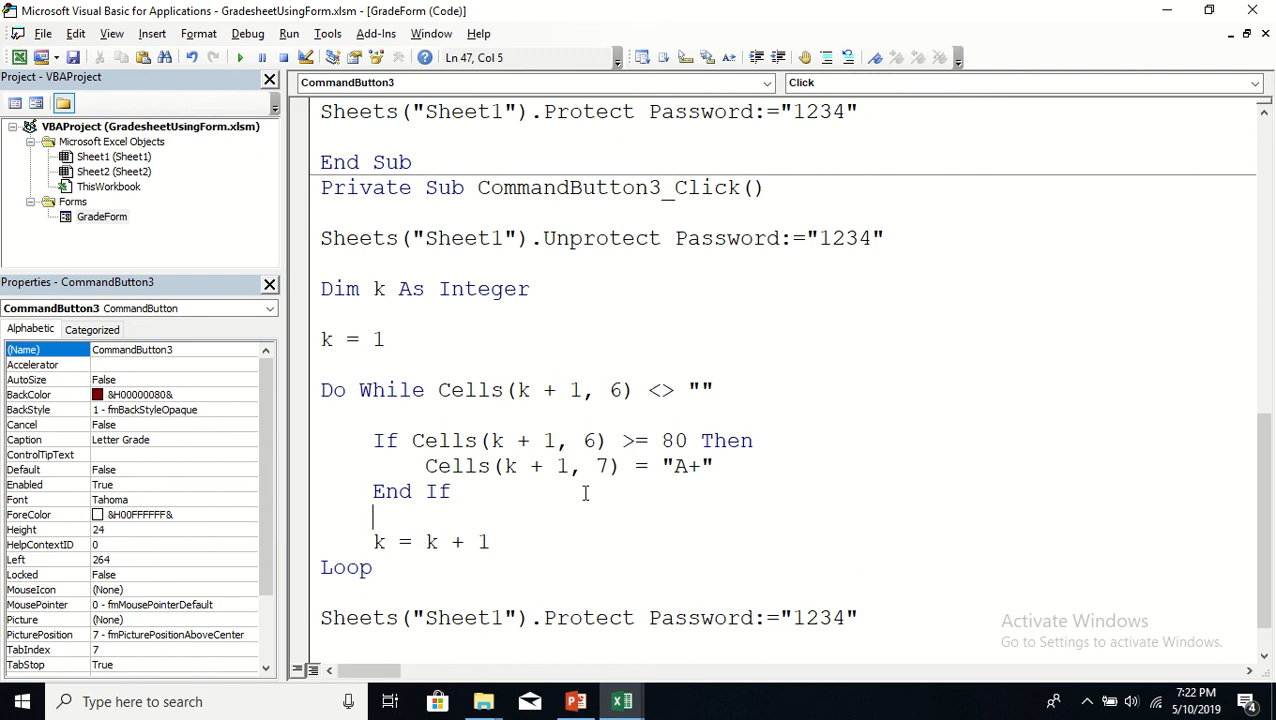 Microsoft Visual Basic for Applications - GradesheetUsingForm.xlsm - [GradeForm (Code)]
File Edit View Insert Format Debug Run Tools Add-Ins Window Help
Ln 47, Col 5
Project - VBAProject
VBAProject (GradesheetUsingForm.xlsm)
Microsoft Excel Objects
Sheet1 (Sheet1)
Sheet2 (Sheet2)
ThisWorkbook
Forms
GradeForm
Properties - CommandButton3
CommandButton3 CommandButton
Alphabetic Categorized
(Name) CommandButton3
Accelerator
AutoSize False
BackColor &H00000080&
BackStyle 1 - fmBackStyleOpaque
Cancel False
Caption Letter Grade
ControlTipText
Default False
Enabled True
Font Tahoma
ForeColor &H00FFFFFF&
Height 24
HelpContextID 0
Left 264
Locked False
MouseIcon (None)
MousePointer 0 - fmMousePointerDefault
Picture (None)
PicturePosition 7 - fmPicturePositionAboveCenter
TabIndex 7
TabStop True
CommandButton3 Click
Sheets("Sheet1").Protect Password:="1234"
End Sub
Private Sub CommandButton3_Click()
Sheets("Sheet1").Unprotect Password:="1234"
Dim k As Integer
k = 1
Do While Cells(k + 1, 6) <> ""
If Cells(k + 1, 6) >= 80 Then
Cells(k + 1, 7) = "A+"
End If
k = k + 1
Loop
Sheets("Sheet1").Protect Password:="1234"
Activate Windows
Go to Settings to activate Windows.
Type here to search
7:22 PM
5/10/2019
4